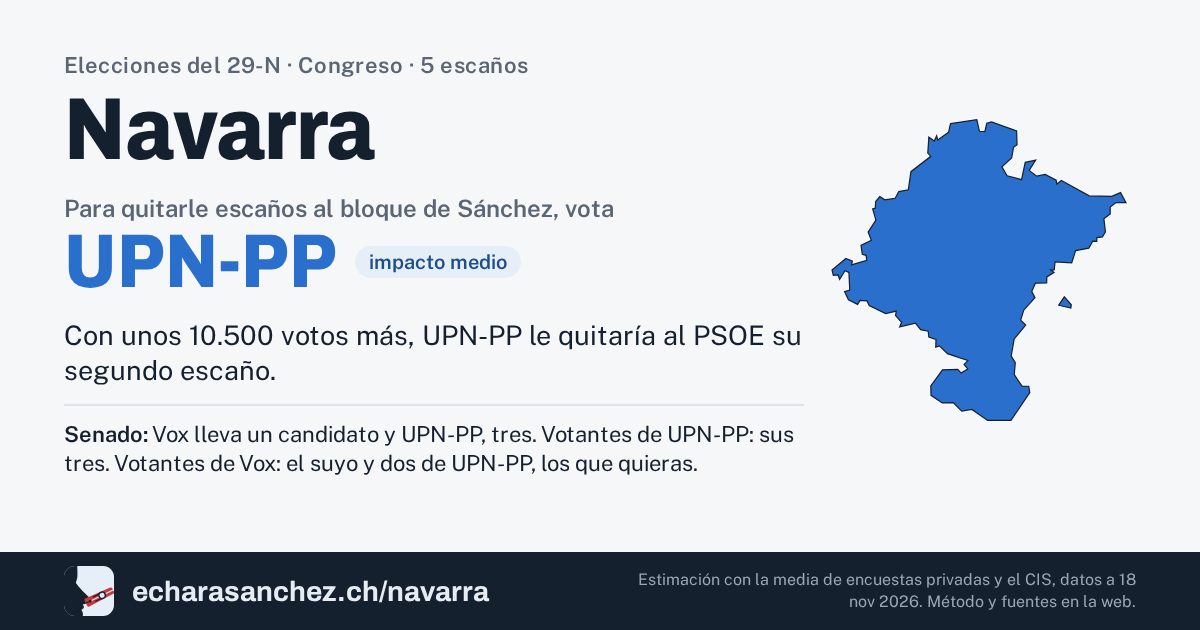 Elecciones del 29-N · Congreso · 5 escaños
Navarra
Para quitarle escaños al bloque de Sánchez, vota
UPN-PP impacto medio
Con unos 10.500 votos más, UPN-PP le quitaría al PSOE su
segundo escaño.
Senado: Vox lleva un candidato y UPN-PP, tres. Votantes de UPN-PP: sus
tres. Votantes de Vox: el suyo y dos de UPN-PP, los que quieras.
echarasanchez.ch/navarra
Estimación con la media de encuestas privadas y el CIS, datos a 18
nov 2026. Método y fuentes en la web.